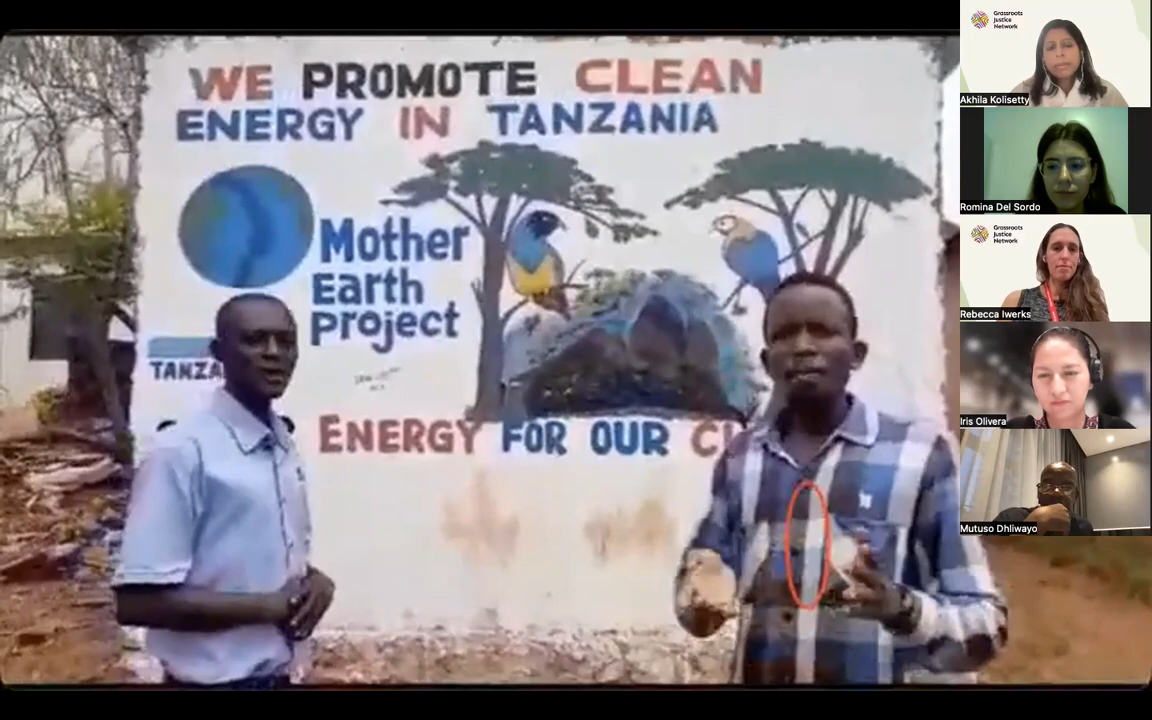 WE PROMOTE CLEAN
ENERGY IN TANZANIA
Mother
Earth
Project
TANZA
ENERGY FOR OUR
Grassroots
Justice
Network
Akhila Kolisetty
Romina Del Sordo
Grassroots
Justice
Network
Rebecca Iwerks
Iris Olivera
Mutuso Dhliwayo